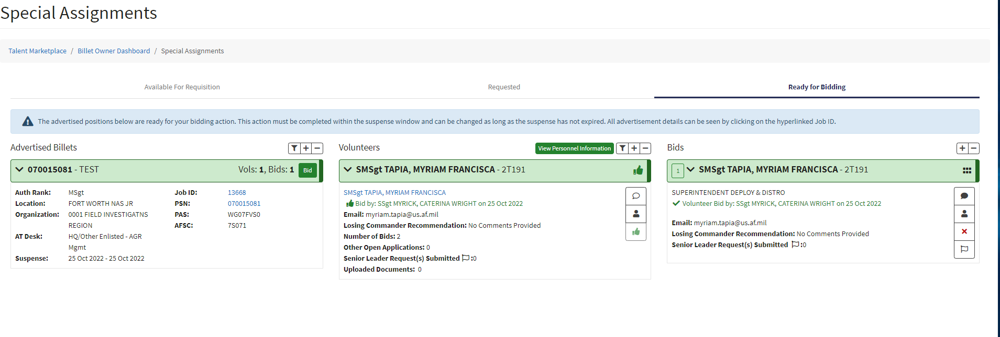 Special Assignments
Talent Marketplace / Billet Owner Dashboard / Special Assignments
Available For Requisition
Requested
Ready for Bidding
The advertised positions below are ready for your bidding action. This action must be completed within the suspense window and can be changed as long as the suspense has not expired. All advertisement details can be seen by clicking on the hyperlinked Job ID.
Advertised Billets
070015081 - TEST Vols: 1, Bids: 1 Bid
Auth Rank: MSgt Job ID: 13668
Location: FORT WORTH NAS JR PSN: 070015081
Organization: 0001 FIELD INVESTIGATNS PAS: WG07FVS0
REGION AFSC: 7S071
AT Desk: HQ/Other Enlisted - AGR
Mgmt
Suspense: 25 Oct 2022 - 25 Oct 2022
Volunteers View Personnel Information
SMSgt TAPIA, MYRIAM FRANCISCA - 2T191
SMSgt TAPIA, MYRIAM FRANCISCA
Bid by: SSgt MYRICK, CATERINA WRIGHT on 25 Oct 2022
Email: myriam.tapia@us.af.mil
Losing Commander Recommendation: No Comments Provided
Number of Bids: 2
Other Open Applications: 0
Senior Leader Request(s) Submitted :0
Uploaded Documents: 0
Bids
1 SMSgt TAPIA, MYRIAM FRANCISCA - 2T191
SUPERINTENDENT DEPLOY & DISTRO
Volunteer Bid by: SSgt MYRICK, CATERINA WRIGHT on 25 Oct 2022
Email: myriam.tapia@us.af.mil
Losing Commander Recommendation: No Comments Provided
Senior Leader Request(s) Submitted :0